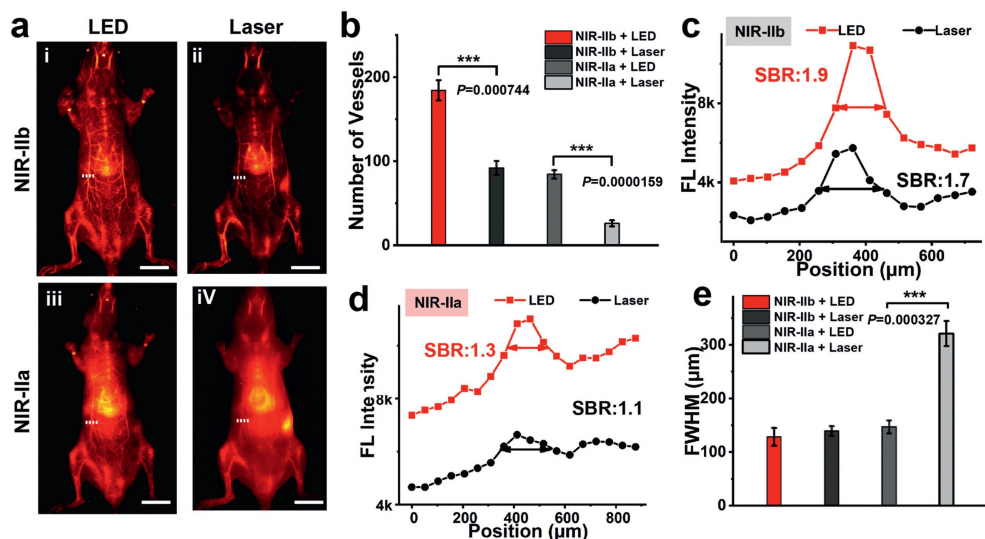 a
LED
Laser
NIR-IIb
NIR-IIa
i
ii
iii
iV
b
Number of Vessels
200
100
0
NIR-IIb + LED
NIR-IIb + Laser
NIR-IIa + LED
NIR-IIa + Laser
***
P=0.000744
***
P=0.0000159
c
NIR-IIb
LED
Laser
SBR:1.9
SBR:1.7
FL Intensity
8k
4k
0
200
400
600
Position (μm)
d
NIR-IIa
LED
Laser
SBR:1.3
SBR:1.1
FL Intensity
8k
4k
0
200
400
600
800
Position (μm)
e
NIR-IIb + LED
NIR-IIb + Laser
NIR-IIa + LED
NIR-IIa + Laser
***
P=0.000327
FWHM (μm)
300
200
100
0